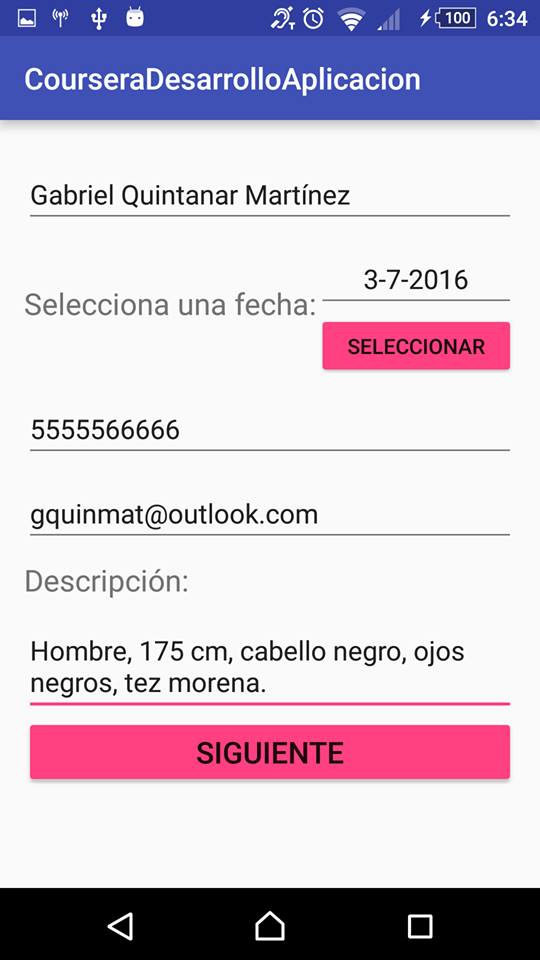 100 6:34
CourseraDesarrolloAplicacion
Gabriel Quintanar Martínez
3-7-2016
Selecciona una fecha:
SELECCIONAR
5555566666
gquinmat@outlook.com
Descripción:
Hombre, 175 cm, cabello negro, ojos
negros, tez morena.
SIGUIENTE